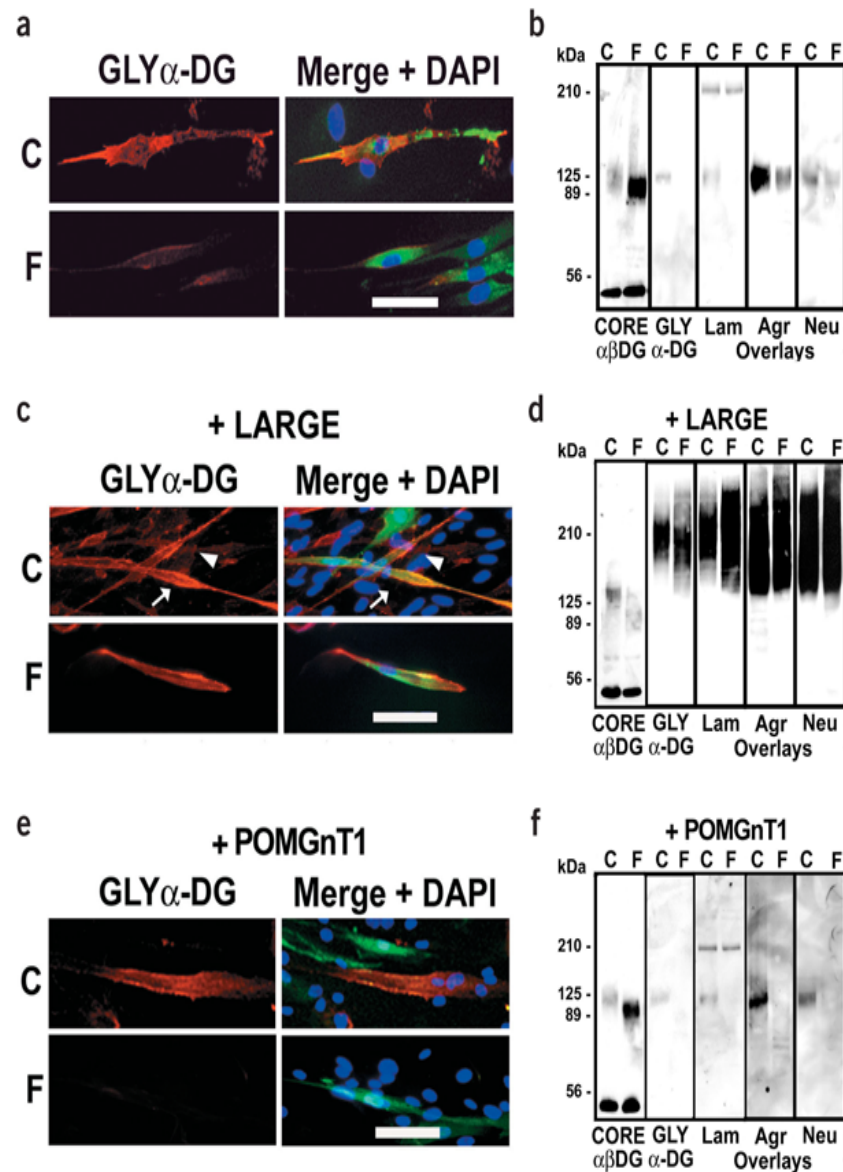 a
GLYα-DG Merge + DAPI
C
F
b
kDa C F C F C F C F C F
210 -
125 -
89 -
56 -
CORE GLY Lam Agr Neu
αβDG α-DG Overlays
c
+ LARGE
GLYα-DG Merge + DAPI
C
F
d
+ LARGE
kDa C F C F C F C F C F
210 -
125 -
89 -
56 -
CORE GLY Lam Agr Neu
αβDG α-DG Overlays
e
+ POMGnT1
GLYα-DG Merge + DAPI
C
F
f
+ POMGnT1
kDa C F C F C F C F C F
210 -
125 -
89 -
56 -
CORE GLY Lam Agr Neu
αβDG α-DG Overlays